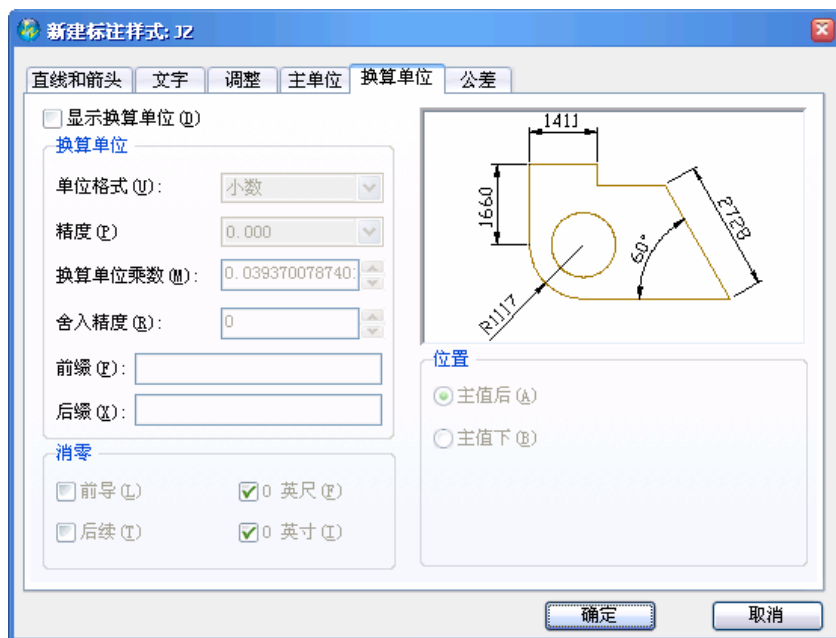 新建标注样式: JZ
直线和箭头 文字 调整 主单位 换算单位 公差
显示换算单位(D)
换算单位
单位格式(U): 小数
精度(P) 0.000
换算单位乘数(M): 0.039370078740
舍入精度(R): 0
前缀(F):
后缀(X):
消零
前导(L) 0 英尺(F)
后续(T) 0 英寸(I)
1411
1660
2728
60°
R1117
位置
主值后(A)
主值下(B)
确定 取消